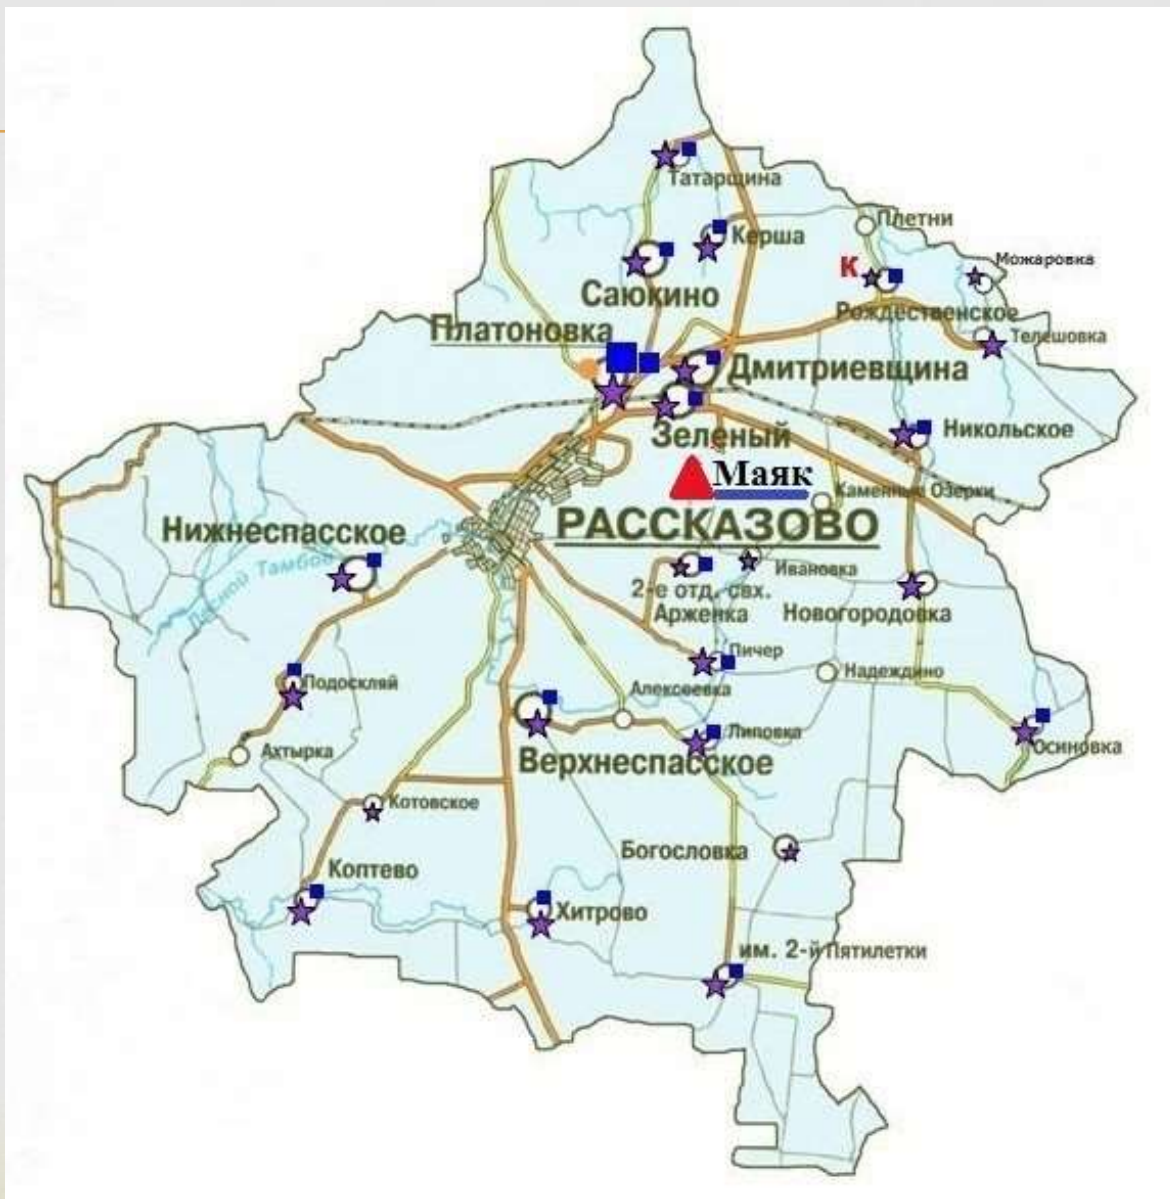 Татарщина
Плетни
Керша
Можаровка
К
Саюкино
Рождественское
Платоновка
Телешовка
Дмитриевщина
Зеленый
Никольское
Маяк
Каменные Озерки
РАССКАЗОВО
Нижнеспасское
Лесной Тамбов
Ивановка
2-е отд. свх.
Арженка
Новогородовка
Пичер
Надеждино
Подоскляй
Алексеевка
Липовка
Осиновка
Ахтырка
Верхнеспасское
Котовское
Богословка
Коптево
Хитрово
им. 2-й Пятилетки